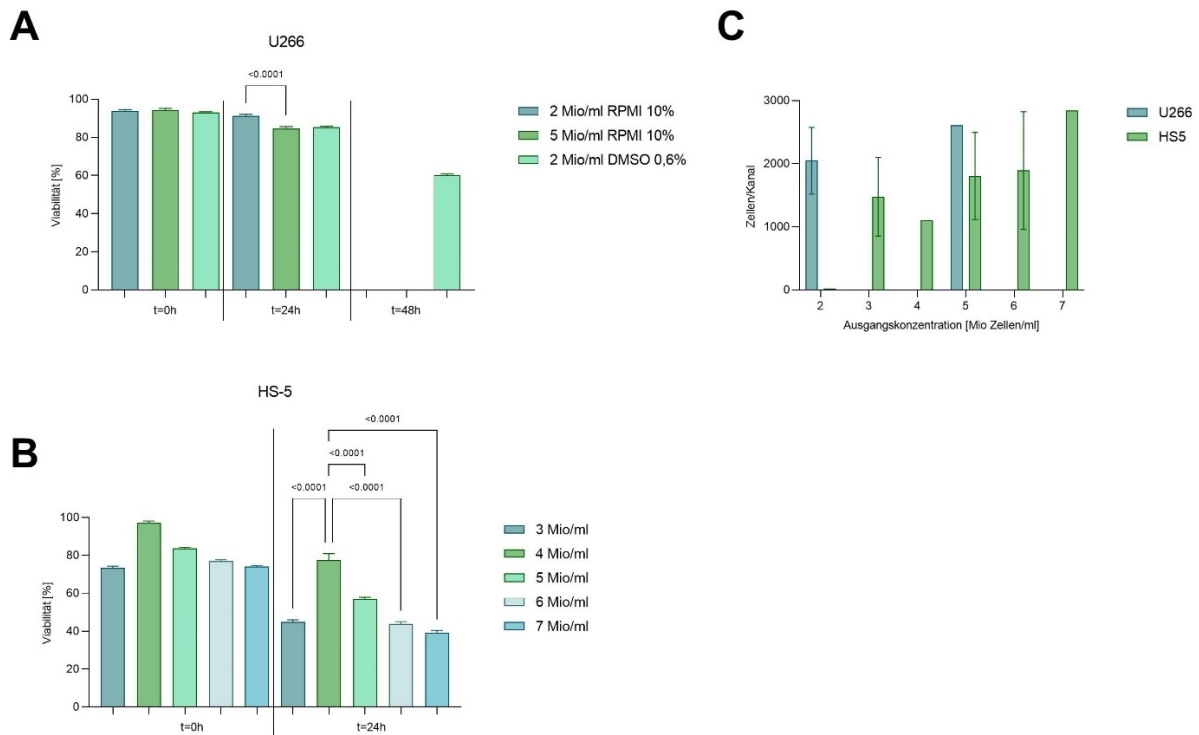 A
U266
<0.0001
100
80
60
40
20
0
Viabilität [%]
t=0h
t=24h
t=48h
2 Mio/ml RPMI 10%
5 Mio/ml RPMI 10%
2 Mio/ml DMSO 0,6%
C
3000
2000
1000
0
Zellen/Kanal
2 3 4 5 6 7
Ausgangskonzentration [Mio Zellen/ml]
U266
HS5
HS-5
B
<0.0001
<0.0001
<0.0001 <0.0001
100
80
60
40
20
0
Viabilität [%]
t=0h
t=24h
3 Mio/ml
4 Mio/ml
5 Mio/ml
6 Mio/ml
7 Mio/ml